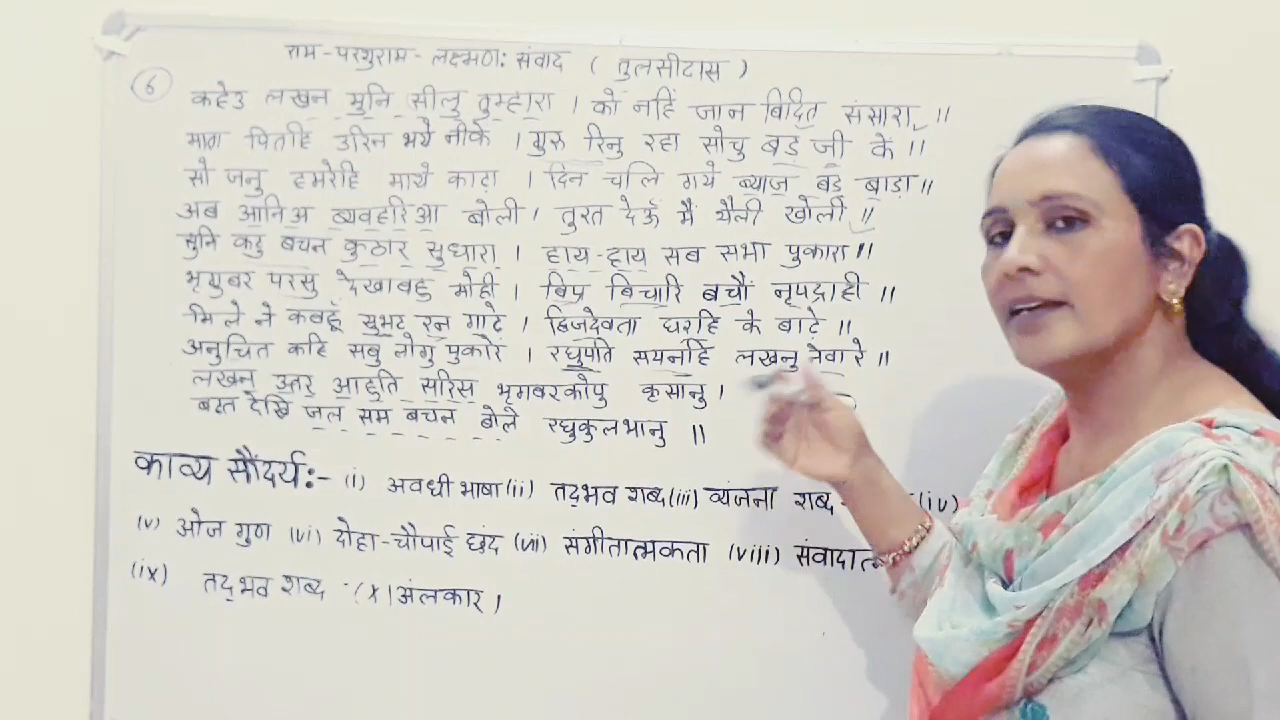 राम-परशुराम-लक्ष्मण: संवाद ( तुलसीदास )
6 कहेउ लखन मुनि सीलु तुम्हारा । को नहिं जान बिदित संसारा ॥
माता पितहि उरिन भये नीके । गुरु रिनु रहा सोचु बड़ जी के ॥
सो जनु हमरेहि माथे काढ़ा । दिन चलि गये ब्याज बड़ बाड़ा ॥
अब आनिअ ब्यवहरिआ बोली । तुरत देऊँ मैं थैली खोली ॥
सुनि कटु बचन कुठार सुधारा । हाय-हाय सब सभा पुकारा ॥
भृगुबर परसु देखाबहु मोही । बिप्र बिचारि बचौं नृपद्राही ॥
मिले ने कबहूँ सुभट रन गाढ़े । द्विजदेवता घरहि के बाढ़े ॥
अनुचित कहि सबु लोगु पुकारे । रघुपति सयनहि लखनु नेवारे ॥
लखन उतर आहुति सरिस भृगबरकोपु कृसानु ।
बढ़त देखि जल सम बचन बोले रघुकुलभानु ॥
काव्य सौंदर्य:- (i) अवधी भाषा (ii) तद्भव शब्द (iii) व्यंजना शब्द- (iv)
(v) ओज गुण (vi) दोहा-चौपाई छंद (vii) संगीतात्मकता (viii)
(ix) तद्भव शब्द (x) अंलकार ।